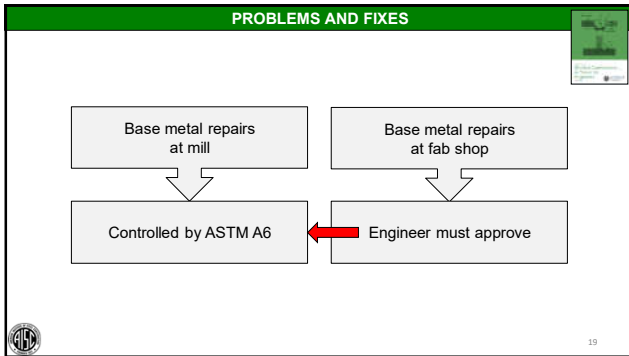 PROBLEMS AND FIXES
Base metal repairs
at mill
Base metal repairs
at fab shop
Controlled by ASTM A6
Engineer must approve
AISC
19